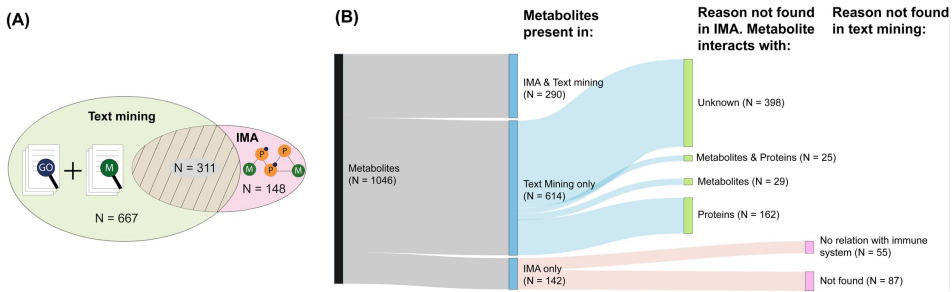 (A)
Text mining
IMA
GO
M
P
P
M
P
M
N = 311
N = 148
N = 667
(B)
Metabolites
present in:
Reason not found
in IMA. Metabolite
interacts with:
Reason not found
in text mining:
Metabolites
(N = 1046)
IMA & Text mining
(N = 290)
Text Mining only
(N = 614)
IMA only
(N = 142)
Unknown (N = 398)
Metabolites & Proteins (N = 25)
Metabolites (N = 29)
Proteins (N = 162)
No relation with immune
system (N = 55)
Not found (N = 87)